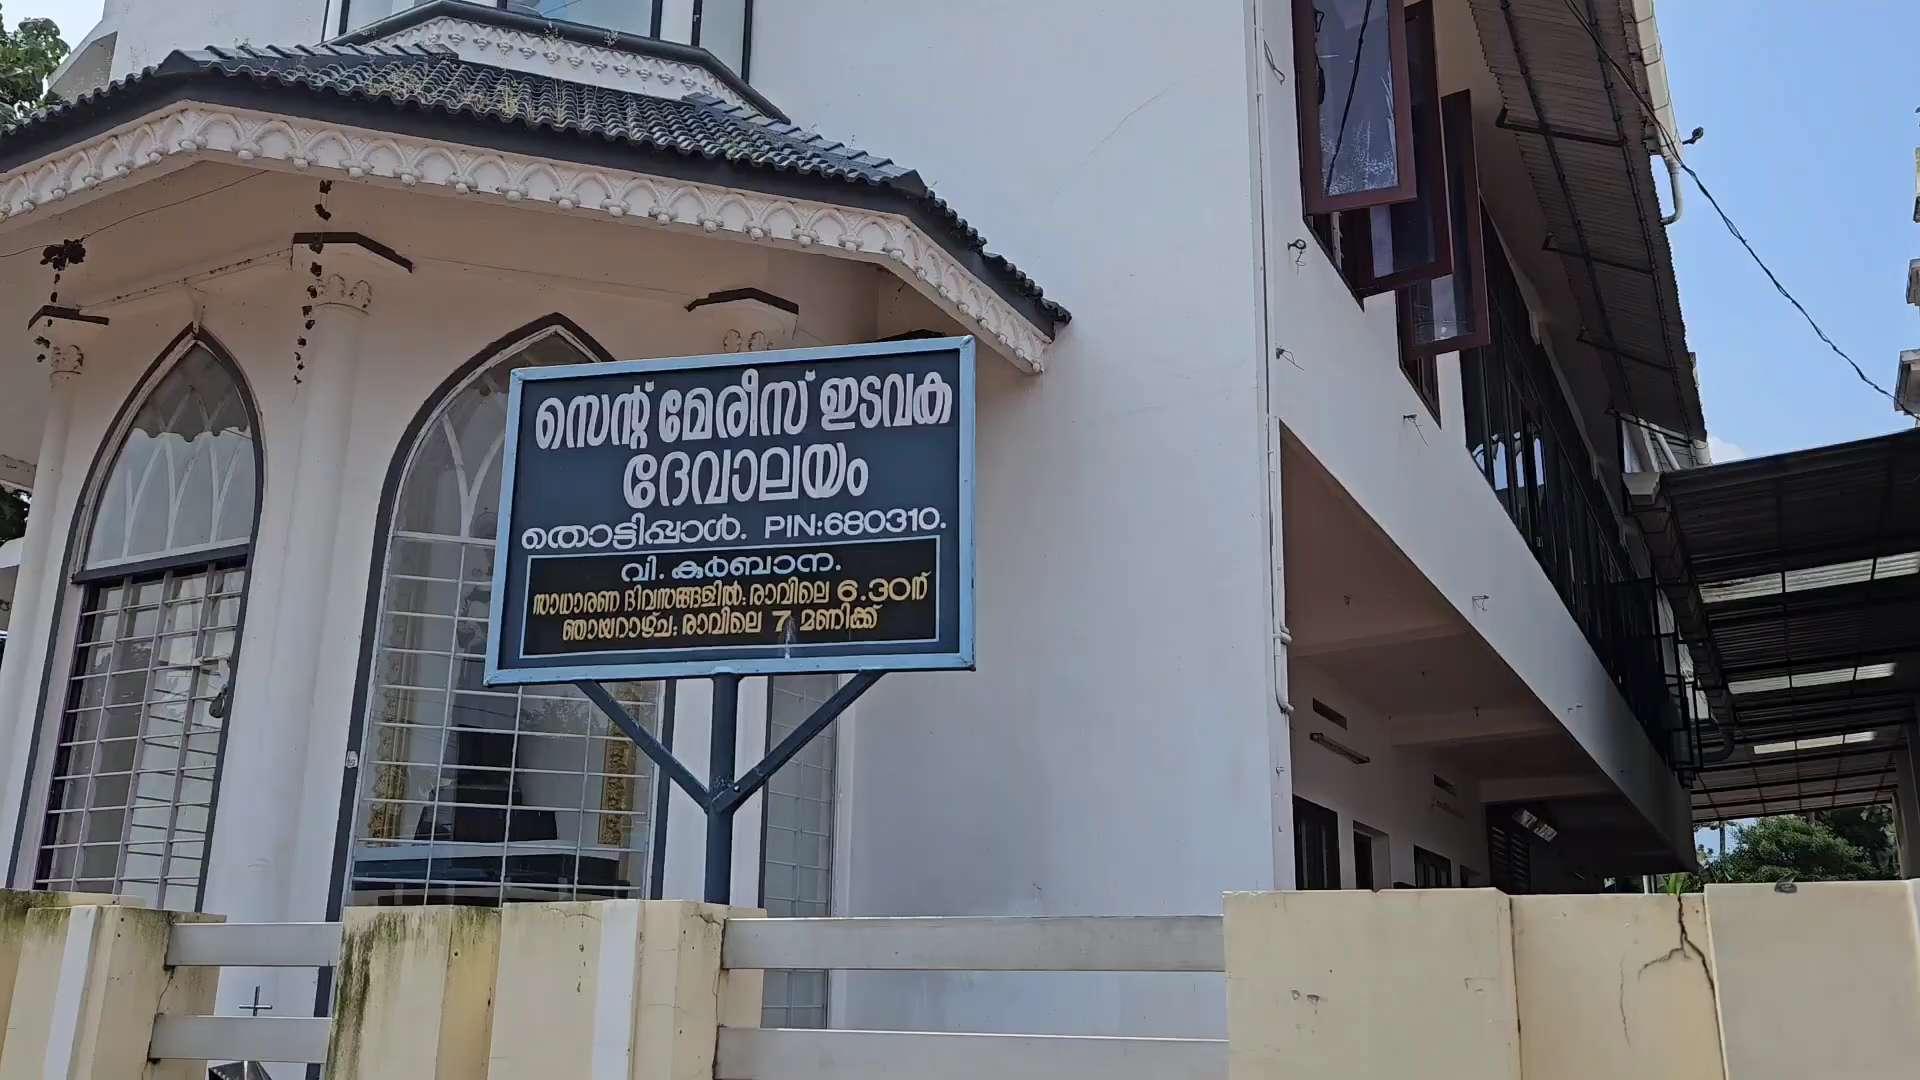 സെന്റ് മേരീസ് ഇടവക
ദേവാലയം
തൊട്ടിപ്പാൾ. PIN:680310.
വി. കുർബാന.
സാധാരണ ദിവസങ്ങളിൽ: രാവിലെ 6.30ന്
ഞായറാഴ്ച: രാവിലെ 7 മണിക്ക്